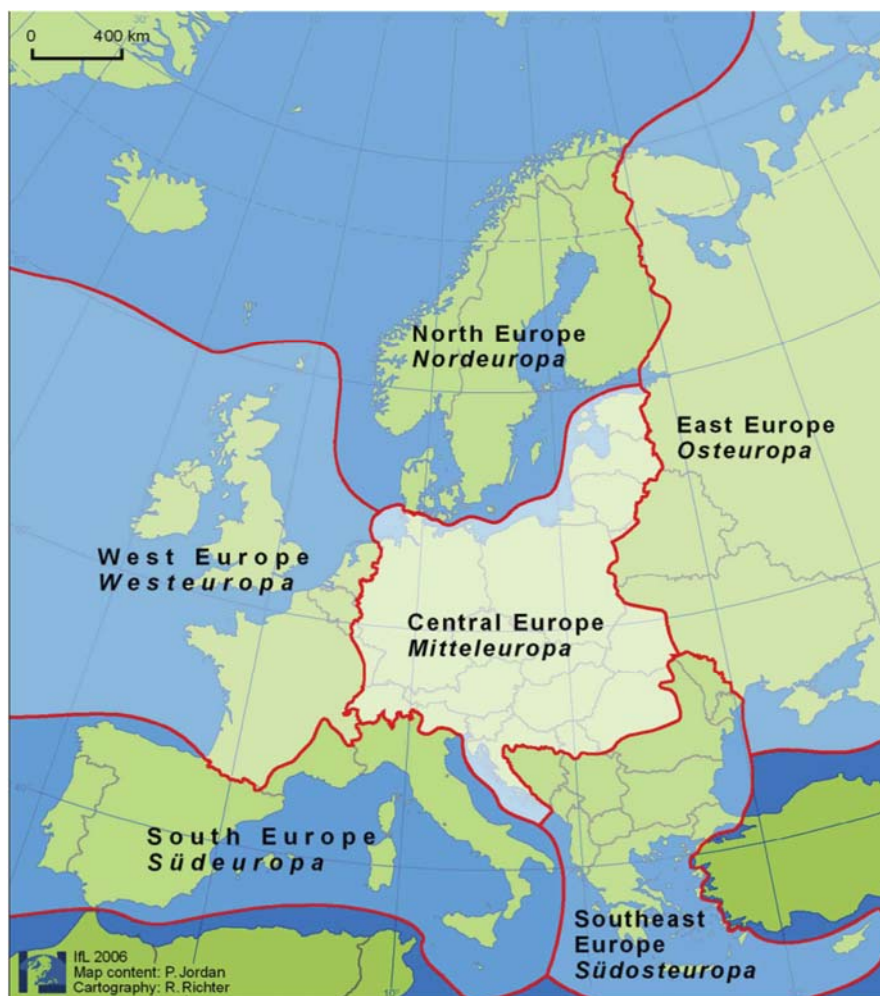 0 400 km
North Europe
Nordeuropa
East Europe
Osteuropa
West Europe
Westeuropa
Central Europe
Mitteleuropa
South Europe
Südeuropa
Southeast
Europe
Südosteuropa
IfL 2006
Map content: P. Jordan
Cartography: R. Richter
10°